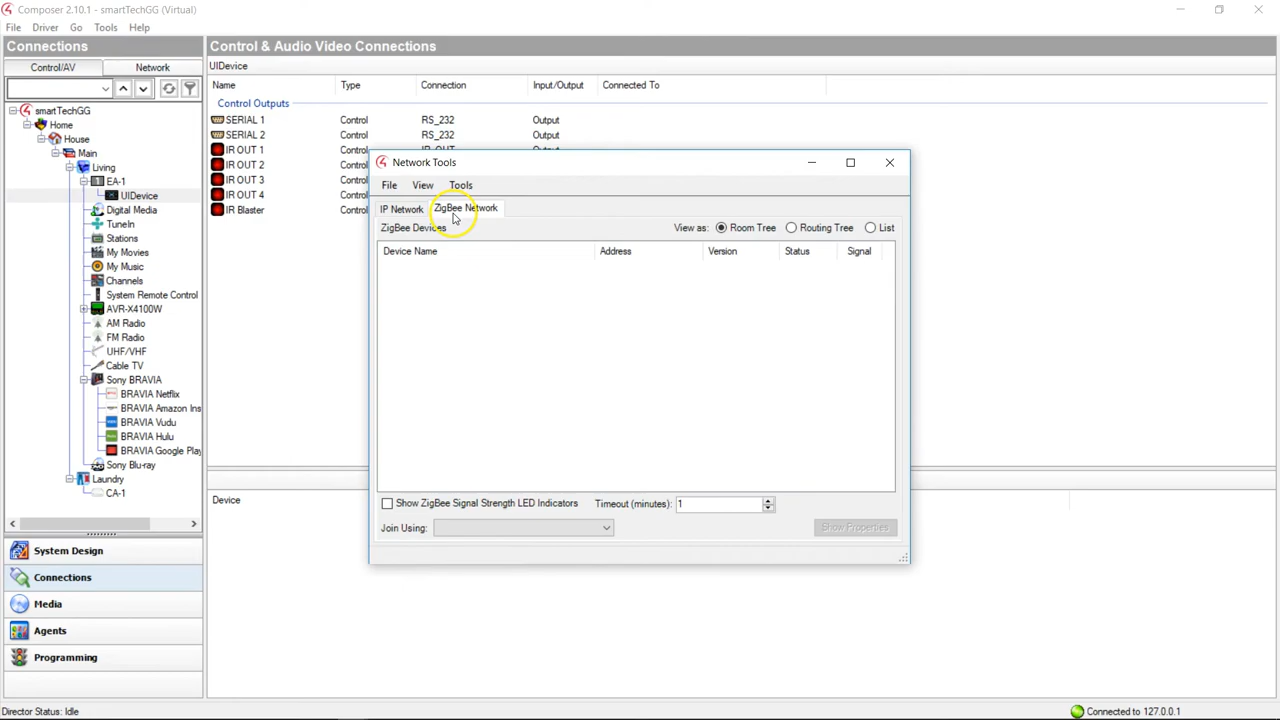 Composer 2.10.1 - smartTechGG (Virtual)
File Driver Go Tools Help
Connections
Control/AV Network
smartTechGG
Home
House
Main
Living
EA-1
UIDevice
Digital Media
TuneIn
Stations
My Movies
My Music
Channels
System Remote Control
AVR-X4100W
AM Radio
FM Radio
UHF/VHF
Cable TV
Sony BRAVIA
BRAVIA Netflix
BRAVIA Amazon Ins
BRAVIA Vudu
BRAVIA Hulu
BRAVIA Google Play
Sony Blu-ray
Laundry
CA-1
System Design
Connections
Media
Agents
Programming
Control & Audio Video Connections
UIDevice
Name Type Connection Input/Output Connected To
Control Outputs
SERIAL 1 Control RS_232 Output
SERIAL 2 Control RS_232 Output
IR OUT 1 Control IR_OUT Output
IR OUT 2 Control
IR OUT 3 Control
IR OUT 4 Control
IR Blaster Control
Device
Network Tools
File View Tools
IP Network ZigBee Network
ZigBee Devices View as: Room Tree Routing Tree List
Device Name Address Version Status Signal
Show ZigBee Signal Strength LED Indicators Timeout (minutes): 1
Join Using: Show Properties
Director Status: Idle Connected to 127.0.0.1